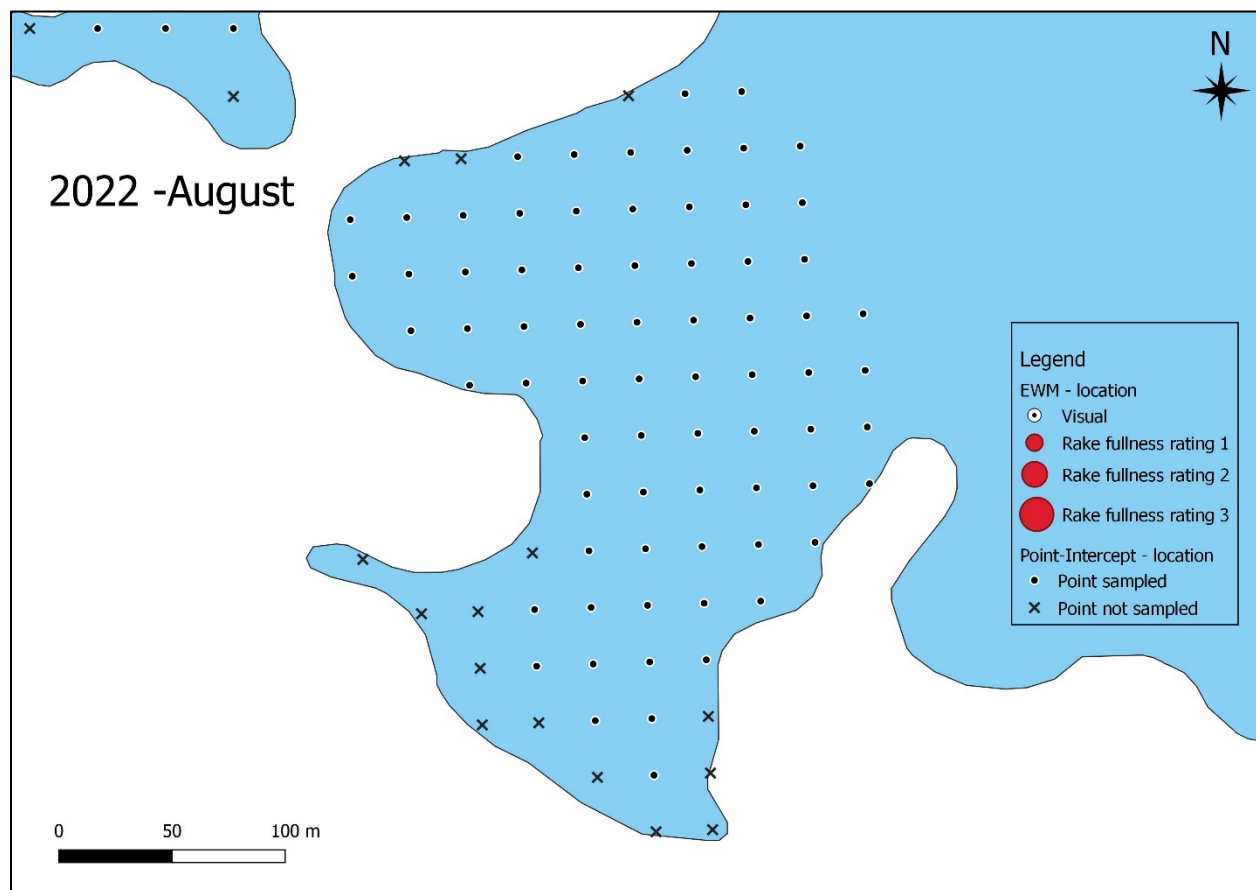 N
2022 -August
Legend
EWM - location
Visual
Rake fullness rating 1
Rake fullness rating 2
Rake fullness rating 3
Point-Intercept - location
Point sampled
Point not sampled
0 50 100 m